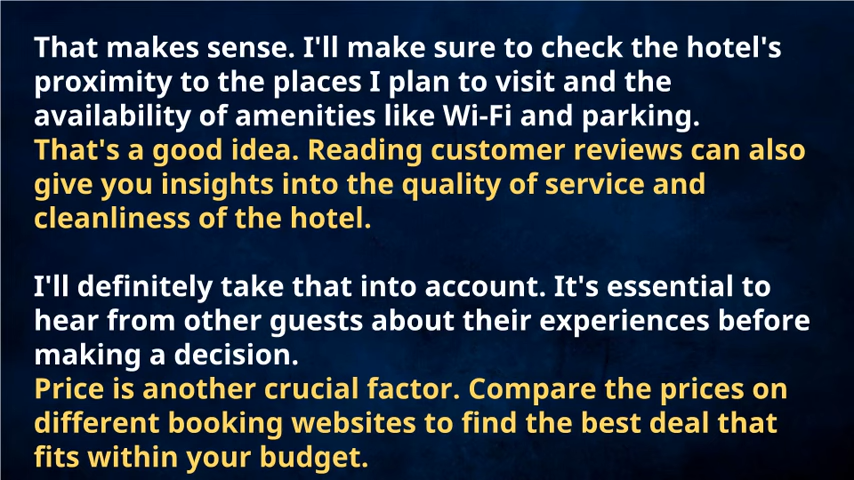 That makes sense. I'll make sure to check the hotel's
proximity to the places I plan to visit and the
availability of amenities like Wi-Fi and parking.
That's a good idea. Reading customer reviews can also
give you insights into the quality of service and
cleanliness of the hotel.
I'll definitely take that into account. It's essential to
hear from other guests about their experiences before
making a decision.
Price is another crucial factor. Compare the prices on
different booking websites to find the best deal that
fits within your budget.